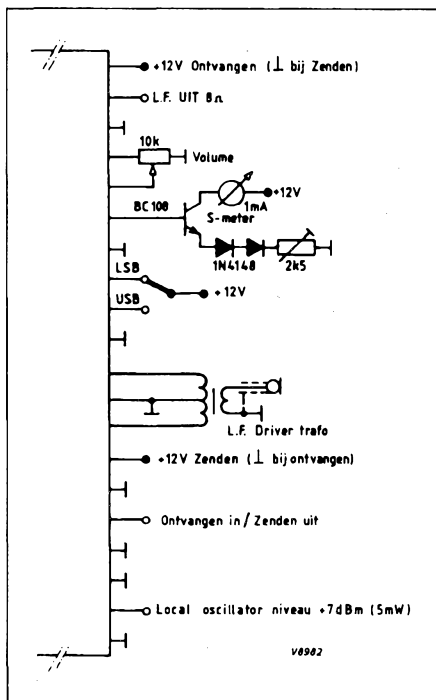 +12V Ontvangen (⊥ bij Zenden)
L.F. UIT 8Ω
10k
Volume
BC108
+12V
1mA
S-meter
1N4148
2k5
LSB
+12V
USB
L.F. Driver trafo
+12V Zenden (⊥ bij ontvangen)
Ontvangen in / Zenden uit
Local oscillator niveau +7dBm (5mW)
V8982